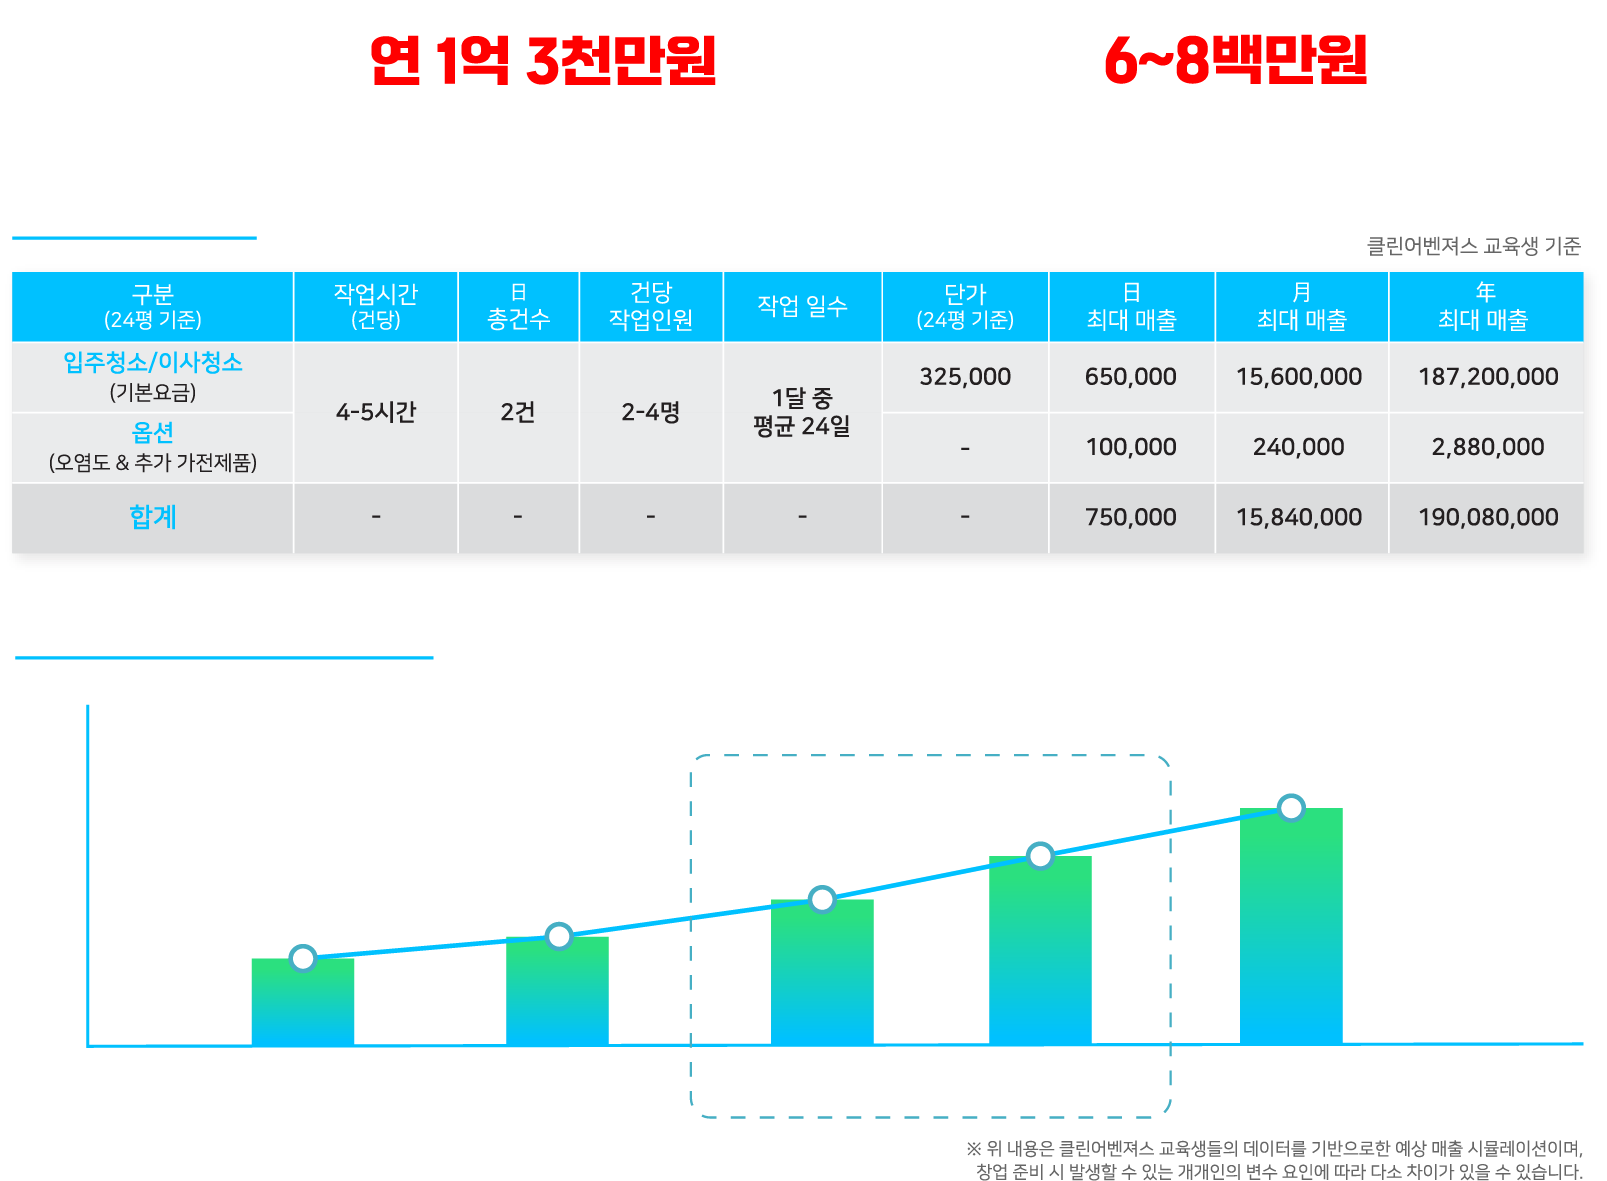 연 1억 3천만원 6~8백만원
클린어벤져스 교육생 기준
구분 (24평 기준) 작업시간 (건당) 日 총건수 건당 작업인원 작업 일수 단가 (24평 기준) 日 최대 매출 月 최대 매출 年 최대 매출
입주청소/이사청소 (기본요금) 4-5시간 2건 2-4명 1달 중 평균 24일 325,000 650,000 15,600,000 187,200,000
옵션 (오염도 & 추가 가전제품) - 100,000 240,000 2,880,000
합계 - - - - - 750,000 15,840,000 190,080,000
※ 위 내용은 클린어벤져스 교육생들의 데이터를 기반으로한 예상 매출 시뮬레이션이며,
창업 준비 시 발생할 수 있는 개개인의 변수 요인에 따라 다소 차이가 있을 수 있습니다.